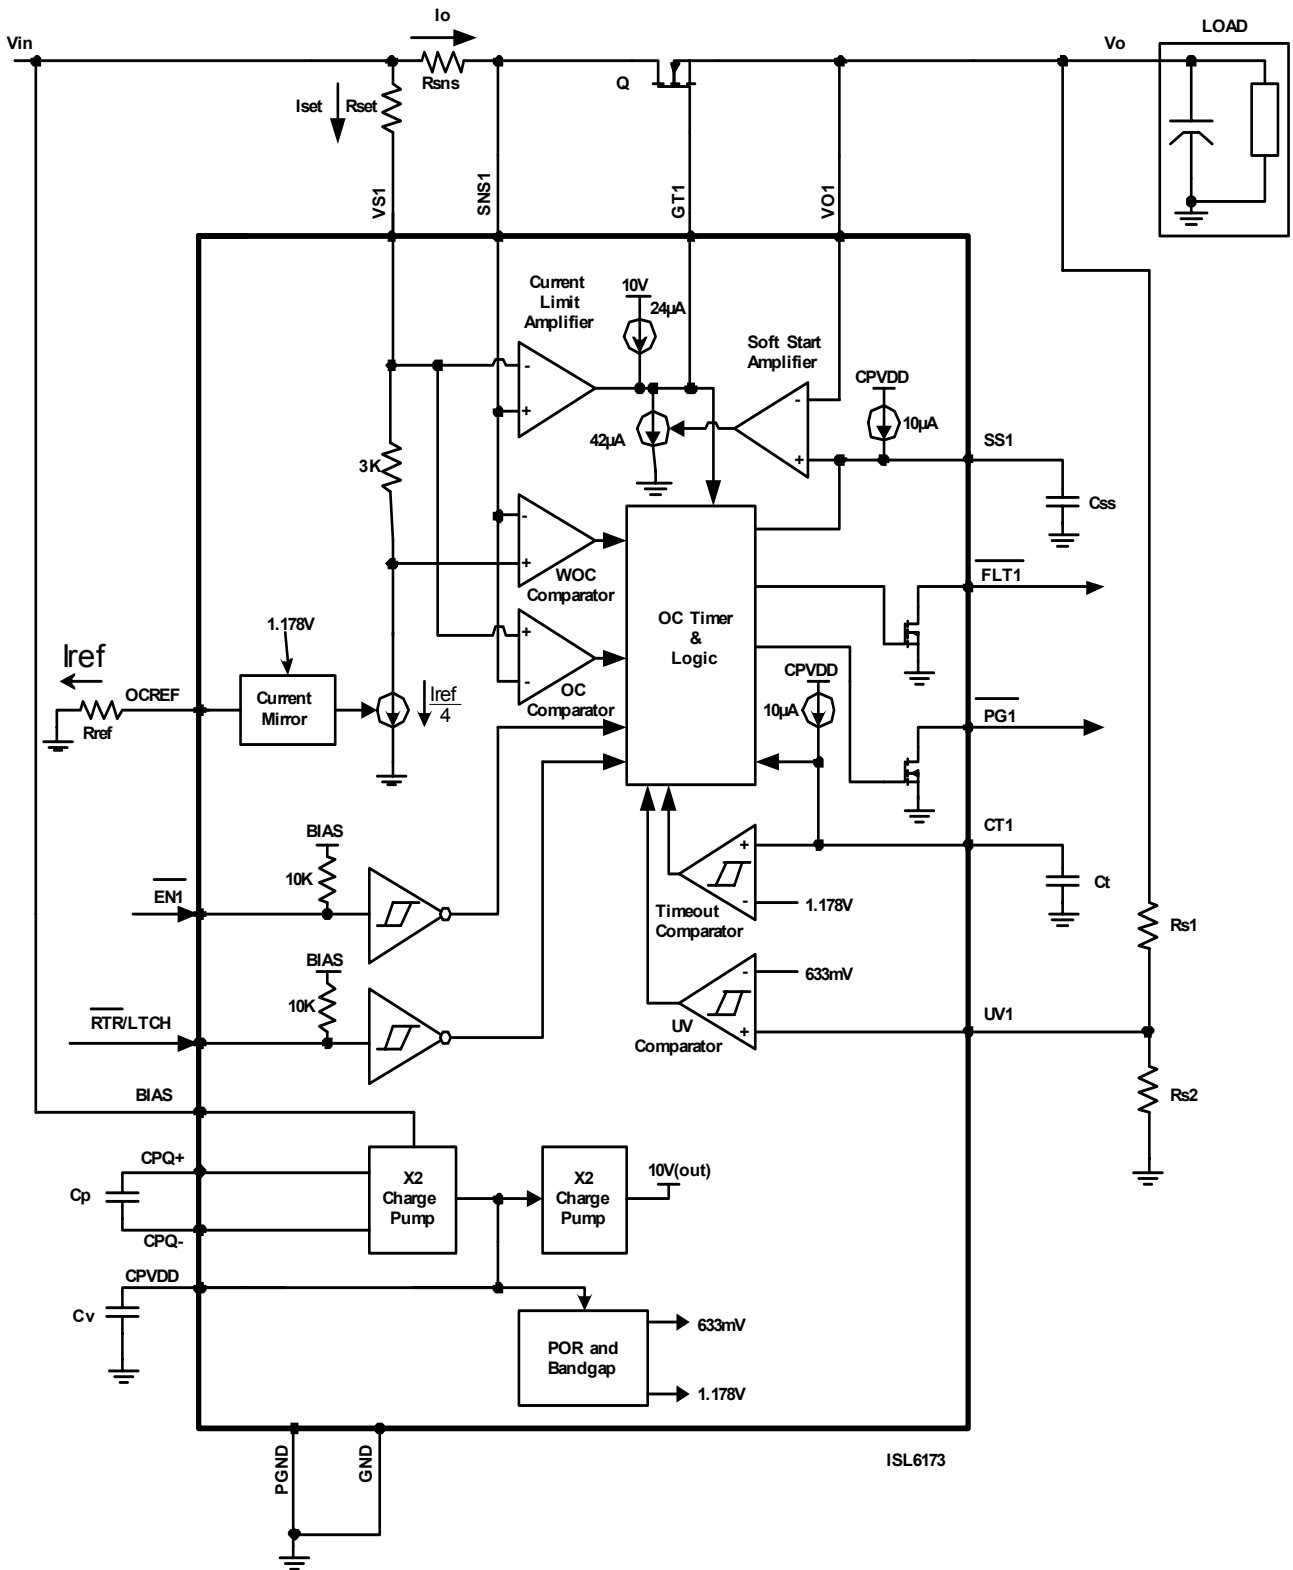 Io
LOAD
Vin
Vo
Rsns
Q
Iset
Rset
VS1
SNS1
GT1
VO1
Current
Limit
Amplifier
10V
24µA
Soft Start
Amplifier
CPVDD
-
-
+
42µA
10µA
SS1
+
3K
Css
-
+
WOC
Comparator
FLT1
OC Timer
&
Logic
1.178V
+
-
OC
Comparator
CPVDD
10µA
Iref
OCREF
Rref
Current
Mirror
Iref
4
PG1
CT1
BIAS
10K
EN1
+
-
1.178V
Timeout
Comparator
Ct
Rs1
BIAS
10K
RTR/LTCH
-
633mV
+
UV
Comparator
UV1
Rs2
BIAS
CPQ+
Cp
CPQ-
X2
Charge
Pump
X2
Charge
Pump
10V(out)
CPVDD
Cv
POR and
Bandgap
633mV
1.178V
PGND
GND
ISL6173